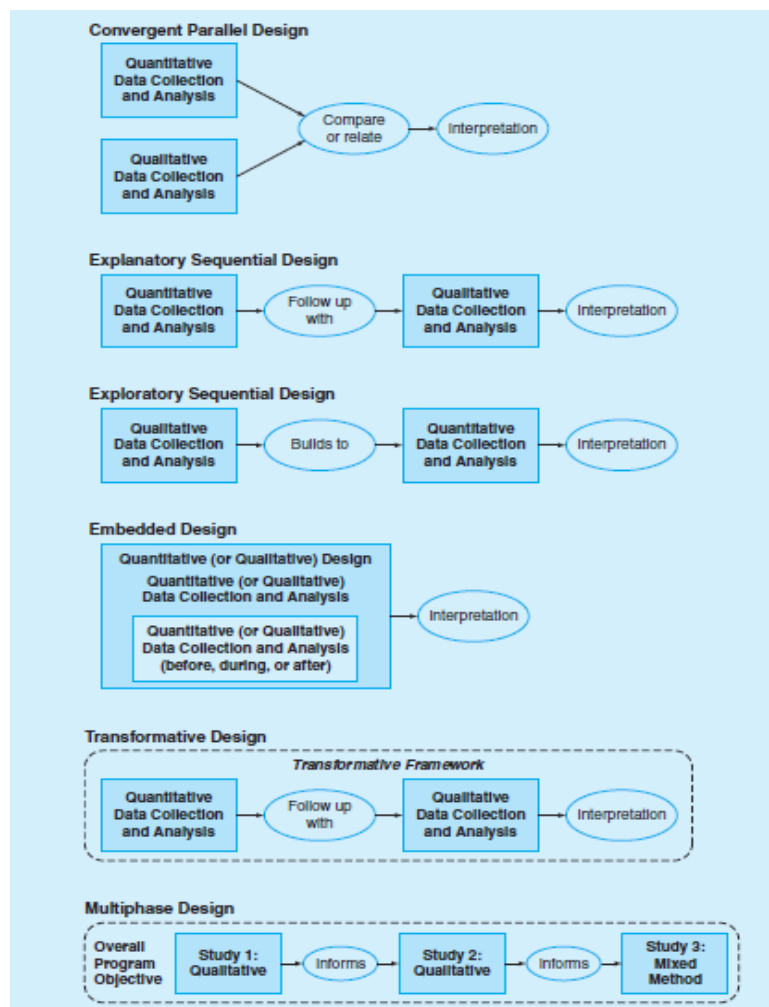 Convergent Parallel Design
Quantitative
Data Collection
and Analysis
Compare
or relate
Interpretation
Qualitative
Data Collection
and Analysis
Explanatory Sequential Design
Quantitative
Data Collection
and Analysis
Follow up
with
Qualitative
Data Collection
and Analysis
Interpretation
Exploratory Sequential Design
Qualitative
Data Collection
and Analysis
Builds to
Quantitative
Data Collection
and Analysis
Interpretation
Embedded Design
Quantitative (or Qualitative) Design
Quantitative (or Qualitative)
Data Collection and Analysis
Quantitative (or Qualitative)
Data Collection and Analysis
(before, during, or after)
Interpretation
Transformative Design
Transformative Framework
Quantitative
Data Collection
and Analysis
Follow up
with
Qualitative
Data Collection
and Analysis
Interpretation
Multiphase Design
Overall
Program
Objective
Study 1:
Qualitative
Informs
Study 2:
Qualitative
Informs
Study 3:
Mixed
Method